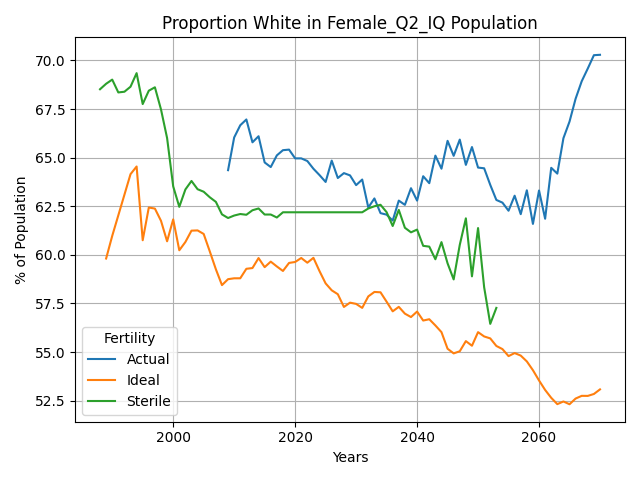 Proportion White in Female_Q2_IQ Population
% of Population
70.0
67.5
65.0
62.5
60.0
57.5
55.0
52.5
Fertility
Actual
Ideal
Sterile
2000
2020
2040
2060
Years